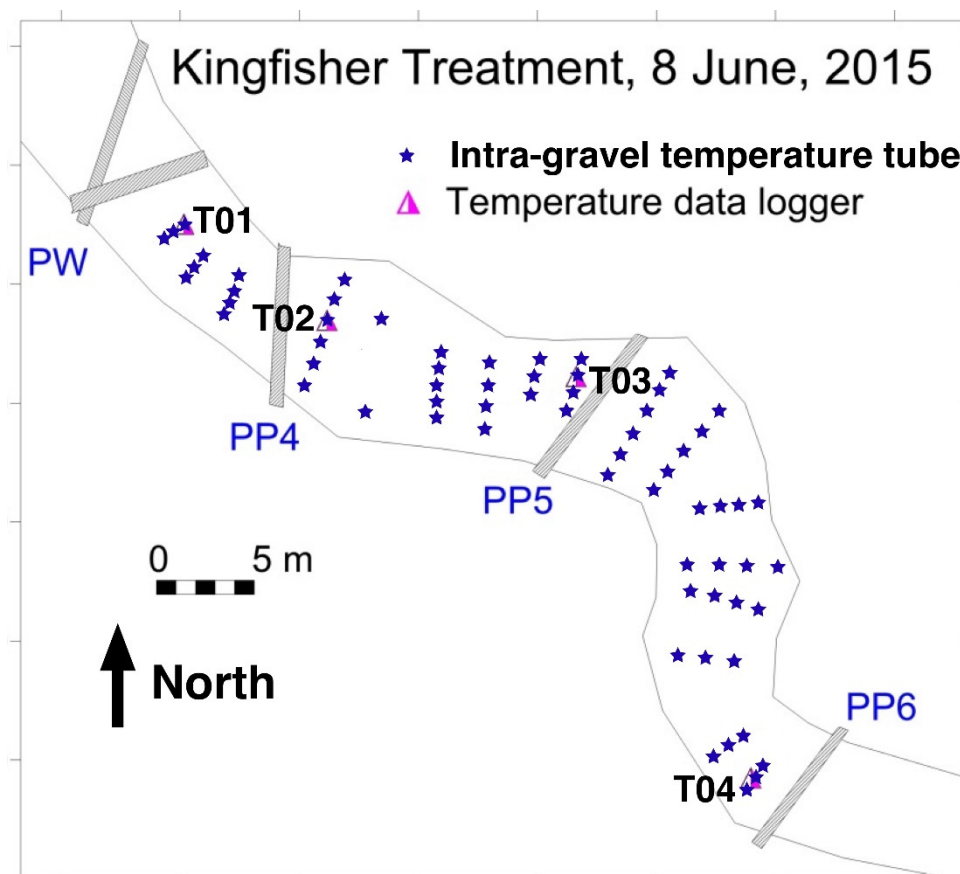 Kingfisher Treatment, 8 June, 2015
Intra-gravel temperature tube
Temperature data logger
T01
PW
T02
T03
PP4
PP5
0 5 m
North
PP6
T04